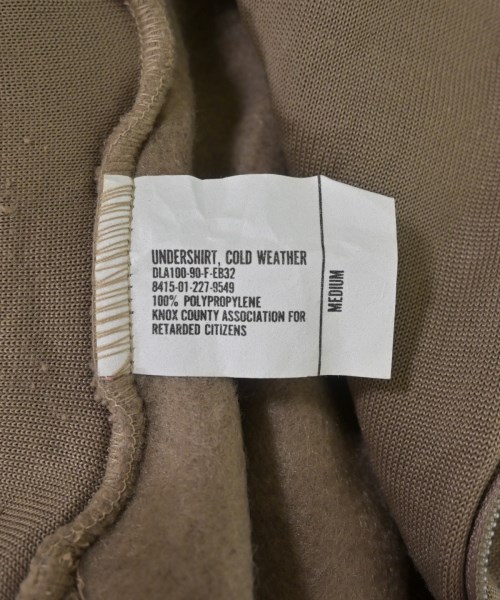 UNDERSHIRT, COLD WEATHER
DLA100-90-F-EB32
8415-01-227-9549
100% POLYPROPYLENE
KNOX COUNTY ASSOCIATION FOR
RETARDED CITIZENS
MEDIUM